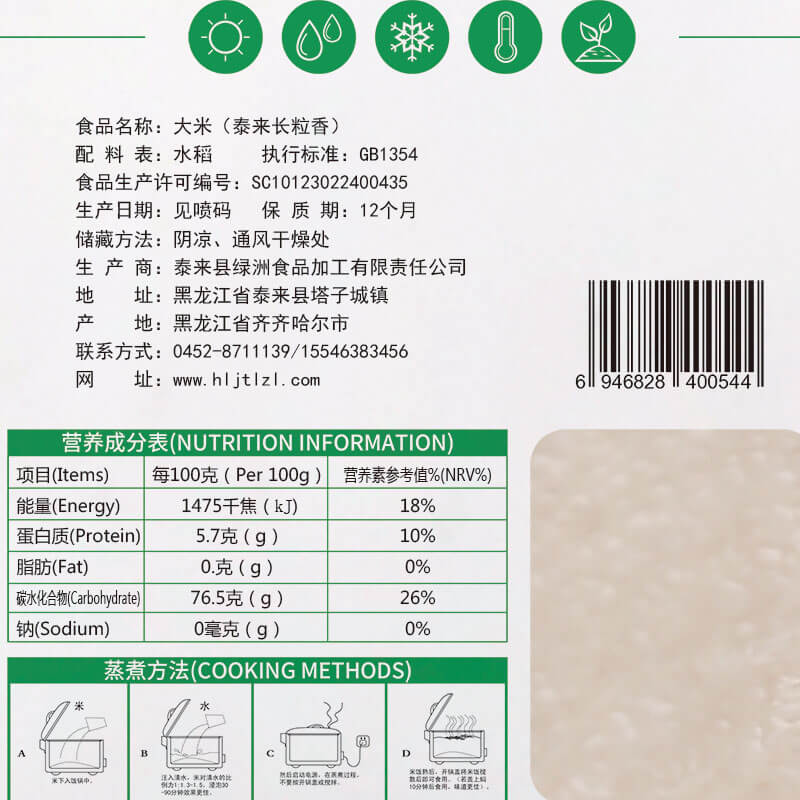 食品名称：大米（泰来长粒香）
配 料 表：水稻 执行标准：GB1354
食品生产许可编号：SC10123022400435
生产日期：见喷码 保 质 期：12个月
储藏方法：阴凉、通风干燥处
生 产 商：泰来县绿洲食品加工有限责任公司
地 址：黑龙江省泰来县塔子城镇
产 地：黑龙江省齐齐哈尔市
联系方式：0452-8711139/15546383456
网 址：www.hljtlzl.com
6 946828 400544
营养成分表(NUTRITION INFORMATION)
项目(Items) 每100克（Per 100g） 营养素参考值%(NRV%)
能量(Energy) 1475千焦（kJ) 18%
蛋白质(Protein) 5.7克（g） 10%
脂肪(Fat) 0.克（g） 0%
碳水化合物(Carbohydrate) 76.5克（g） 26%
钠(Sodium) 0毫克（g） 0%
蒸煮方法(COOKING METHODS)
米
A
米下入饭锅中。
水
B
注入清水，米对清水的比
例为1:1.3-1.5，浸泡30
-90分钟效果更佳。
C
然后启动电源，在蒸煮过程，
不要按开锅盖或搅拌。
D
米饭熟后，开锅盖将米饭搅
散后即可食用。（若盖上焖
10分钟后食用，味道更佳）。